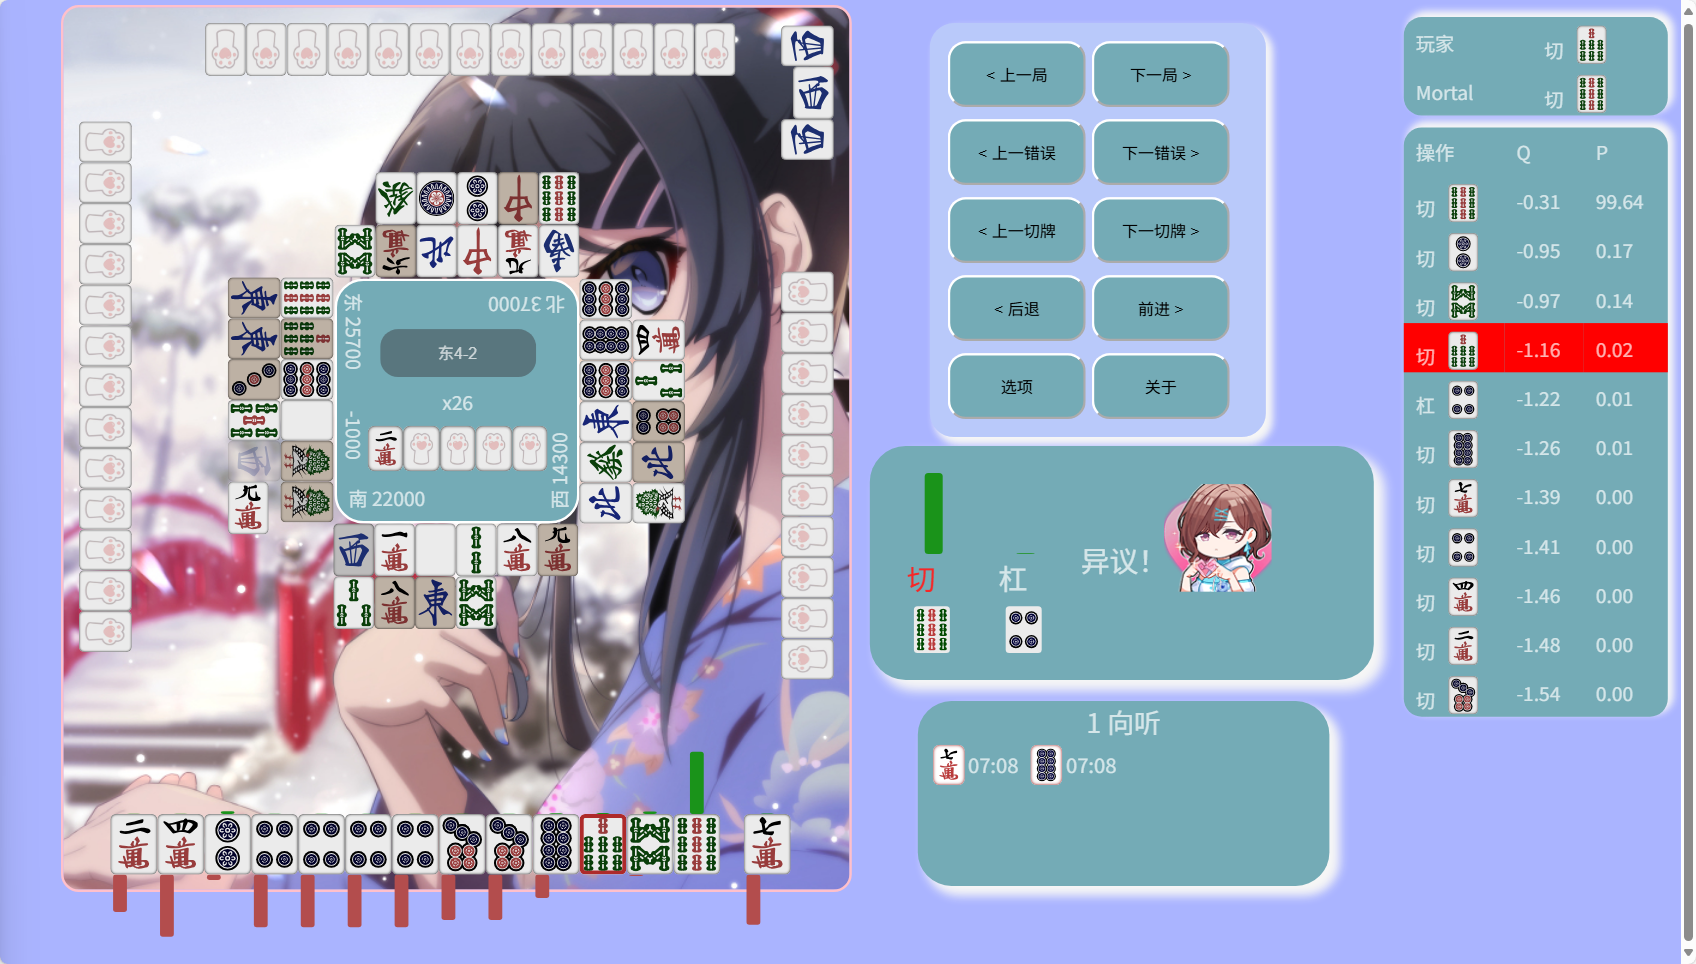 东 25700
北 37000
东4-2
x26
-1000
南 22000
西 14300
< 上一局
下一局 >
< 上一错误
下一错误 >
< 上一切牌
下一切牌 >
< 后退
前进 >
选项
关于
切
杠
异议!
1 向听
07:08
07:08
玩家 切
Mortal 切
操作 Q P
切 -0.31 99.64
切 -0.95 0.17
切 -0.97 0.14
切 -1.16 0.02
杠 -1.22 0.01
切 -1.26 0.01
切 -1.39 0.00
切 -1.41 0.00
切 -1.46 0.00
切 -1.48 0.00
切 -1.54 0.00